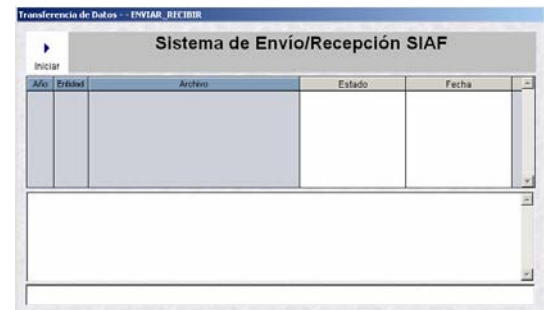 Transferencia de Datos - - ENVIAR_RECIBIR
Sistema de Envío/Recepción SIAF
Iniciar
Año Entidad Archivo Estado Fecha